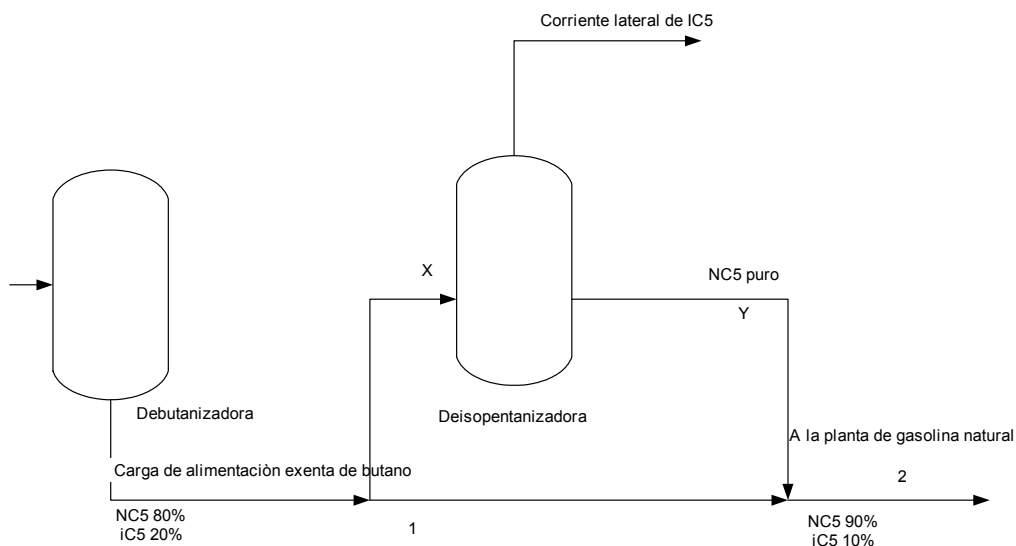 Corriente lateral de IC5
X
NC5 puro
Y
Debutanizadora
Deisopentanizadora
A la planta de gasolina natural
Carga de alimentaciòn exenta de butano
2
NC5 80%
iC5 20%
1
NC5 90%
iC5 10%